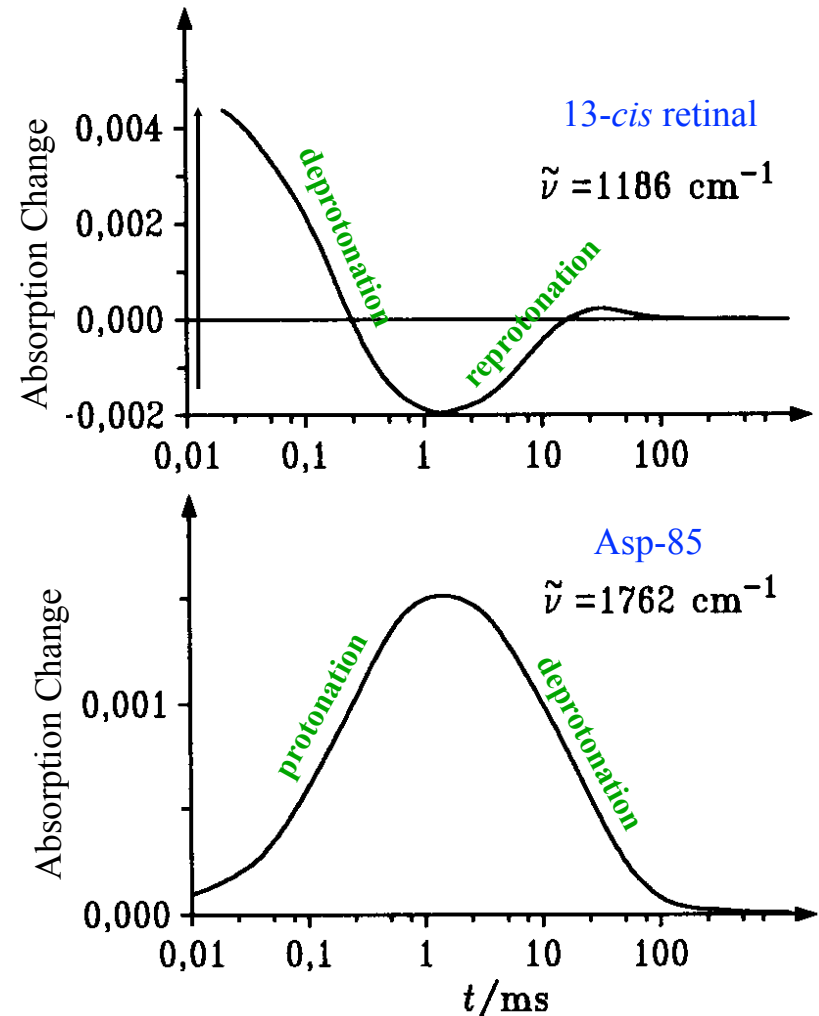 13-cis retinal
ṽ =1186 cm⁻¹
Absorption Change
0,004
0,002
0,000
-0,002
deprotonation
reprotonation
0,01 0,1 1 10 100
Asp-85
ṽ =1762 cm⁻¹
Absorption Change
0,001
0,000
protonation
deprotonation
0,01 0,1 1 10 100
t/ms